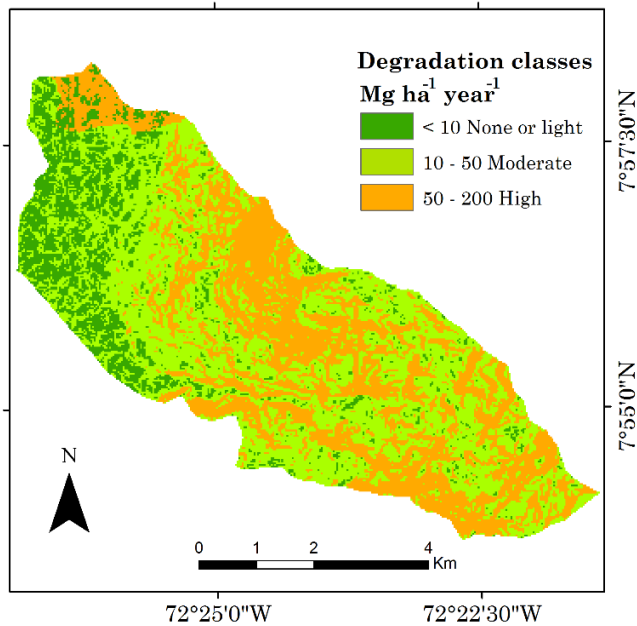 Degradation classes
Mg ha⁻¹ year⁻¹
< 10 None or light
10 - 50 Moderate
50 - 200 High
7°57'30"N
7°55'0"N
N
0 1 2 4
Km
72°25'0"W 72°22'30"W